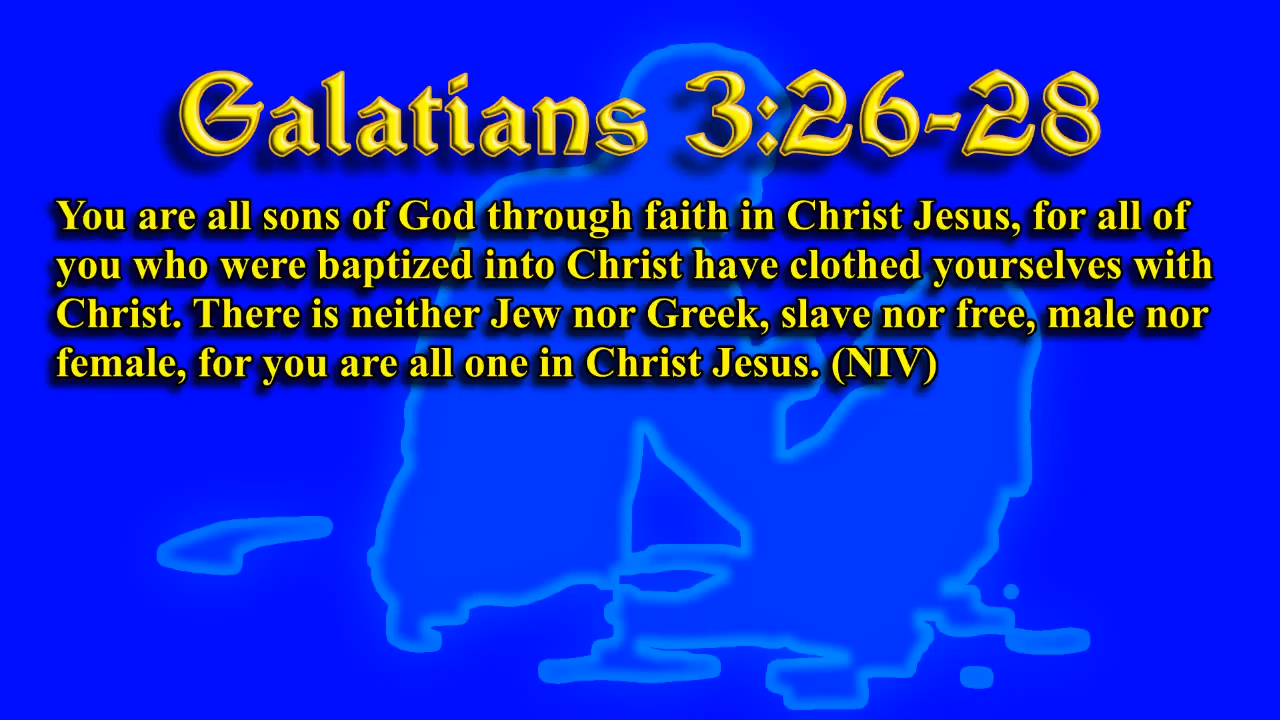 Galatians 3:26-28
You are all sons of God through faith in Christ Jesus, for all of
you who were baptized into Christ have clothed yourselves with
Christ. There is neither Jew nor Greek, slave nor free, male nor
female, for you are all one in Christ Jesus. (NIV)